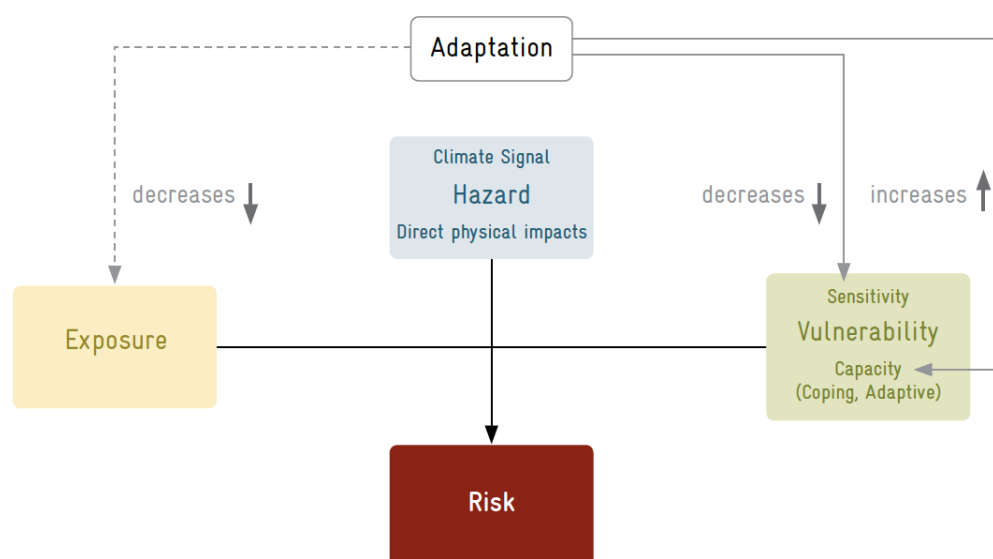 Adaptation
Climate Signal
Hazard
Direct physical impacts
decreases
decreases
increases
Exposure
Sensitivity
Vulnerability
Capacity
(Coping, Adaptive)
Risk